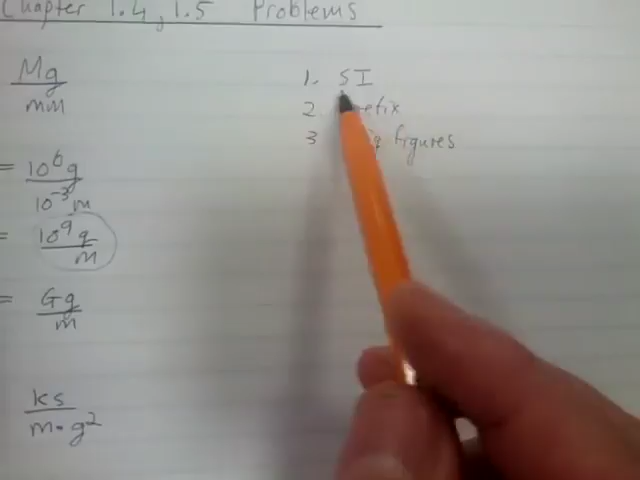 Chapter 1.4, 1.5 Problems
Mg
mm
= 10⁶g
10⁻³m
= 10⁹g
m
= Gg
m
ks
m•g²
1. SI
2
3 figures